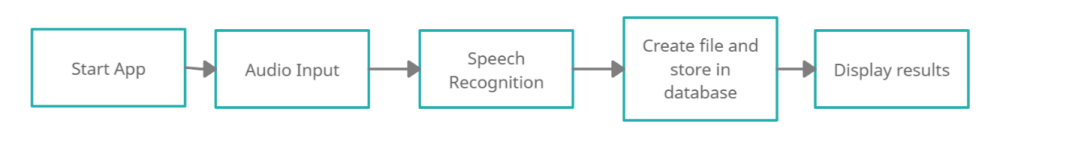 Start App
Audio Input
Speech
Recognition
Create file and
store in
database
Display results